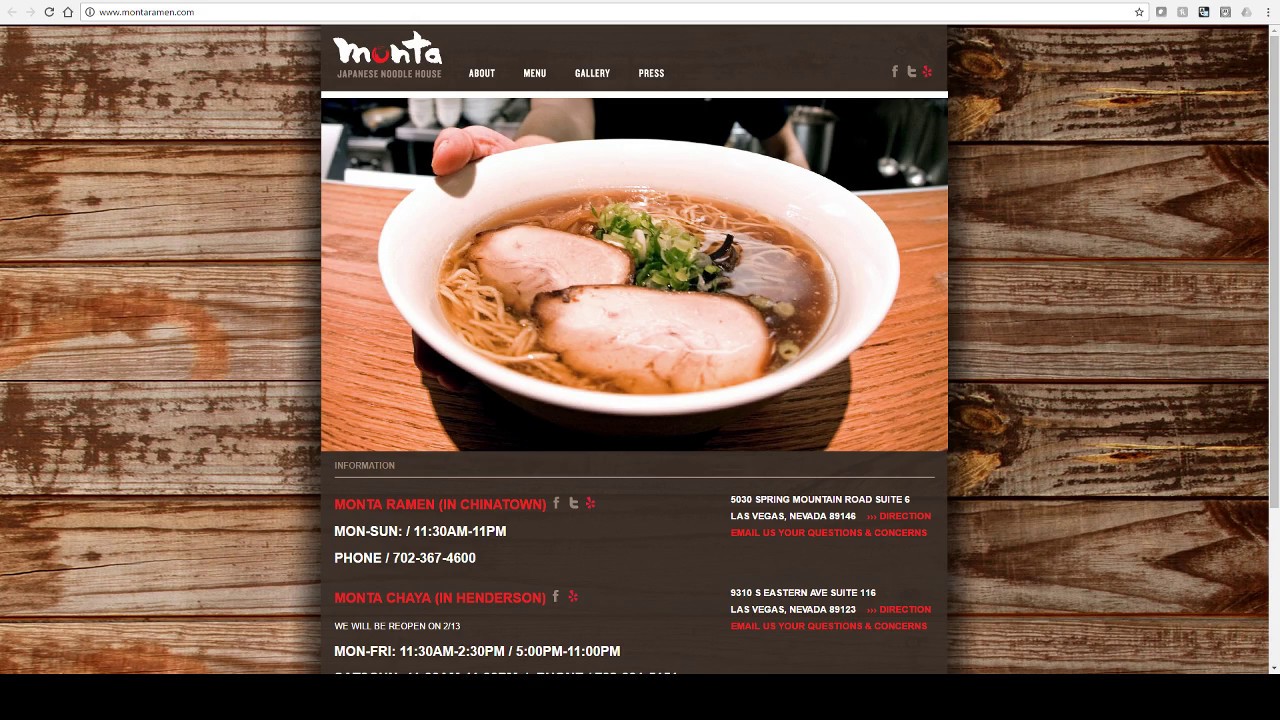 www.montaramen.com
monta
JAPANESE NOODLE HOUSE
ABOUT MENU GALLERY PRESS
INFORMATION
MONTA RAMEN (IN CHINATOWN)
MON-SUN: / 11:30AM-11PM
PHONE / 702-367-4600
5030 SPRING MOUNTAIN ROAD SUITE 6
LAS VEGAS, NEVADA 89146 ››› DIRECTION
EMAIL US YOUR QUESTIONS & CONCERNS
MONTA CHAYA (IN HENDERSON)
WE WILL BE REOPEN ON 2/13
MON-FRI: 11:30AM-2:30PM / 5:00PM-11:00PM
9310 S EASTERN AVE SUITE 116
LAS VEGAS, NEVADA 89123 ››› DIRECTION
EMAIL US YOUR QUESTIONS & CONCERNS